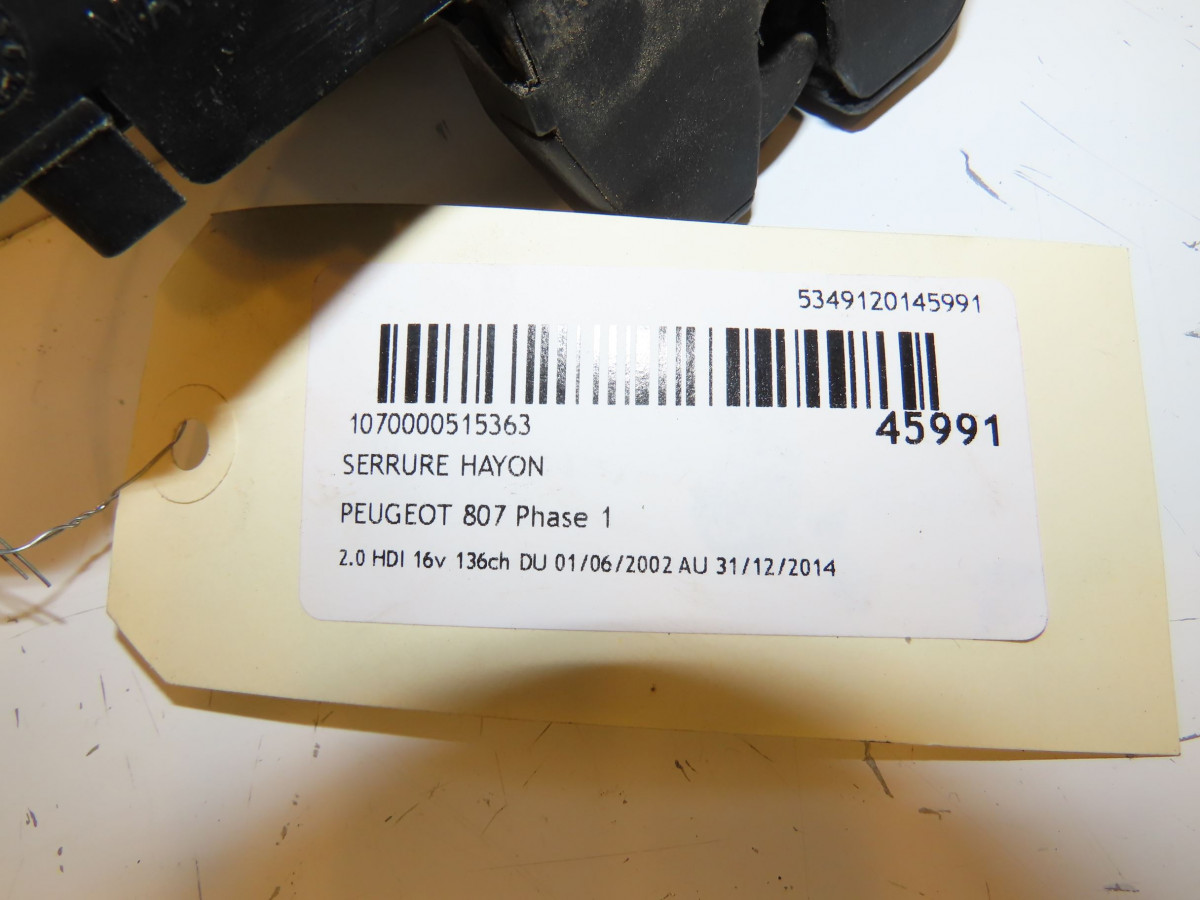 5349120145991
1070000515363
45991
SERRURE HAYON
PEUGEOT 807 Phase 1
2.0 HDI 16v 136ch DU 01/06/2002 AU 31/12/2014